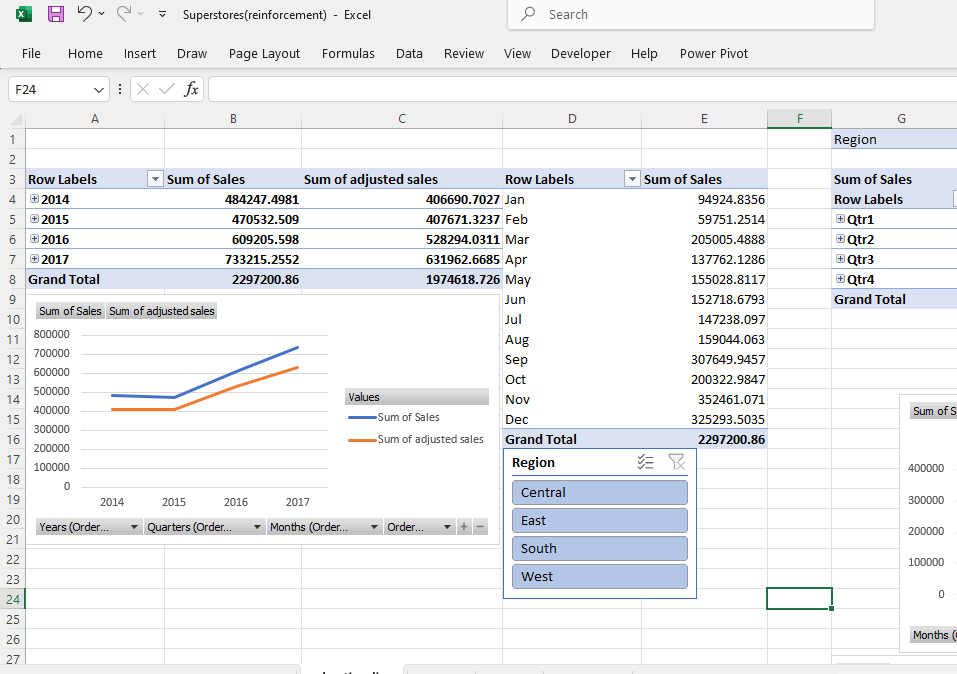 Superstores(reinforcement) - Excel
Search
File Home Insert Draw Page Layout Formulas Data Review View Developer Help Power Pivot
F24 fx
A B C D E F G
1 Region
2
3 Row Labels Sum of Sales Sum of adjusted sales Row Labels Sum of Sales Sum of Sales
4 2014 484247.4981 406690.7027 Jan 94924.8356 Row Labels
5 2015 470532.509 407671.3237 Feb 59751.2514 Qtr1
6 2016 609205.598 528294.0311 Mar 205005.4888 Qtr2
7 2017 733215.2552 631962.6685 Apr 137762.1286 Qtr3
8 Grand Total 2297200.86 1974618.726 May 155028.8117 Qtr4
9 Jun 152718.6793 Grand Total
10 Jul 147238.097
11 Aug 159044.063
12 Sep 307649.9457
13 Oct 200322.9847
14 Nov 352461.071
15 Dec 325293.5035
16 Grand Total 2297200.86
17
18
19
20
21
22
23
24
25
26
27
Sum of Sales Sum of adjusted sales
800000
700000
600000
500000
400000
300000
200000
100000
0
2014 2015 2016 2017
Values
Sum of Sales
Sum of adjusted sales
Years (Order... Quarters (Order... Months (Order... Order... + −
Region
Central
East
South
West
Sum of S
400000
300000
200000
100000
0
Months (